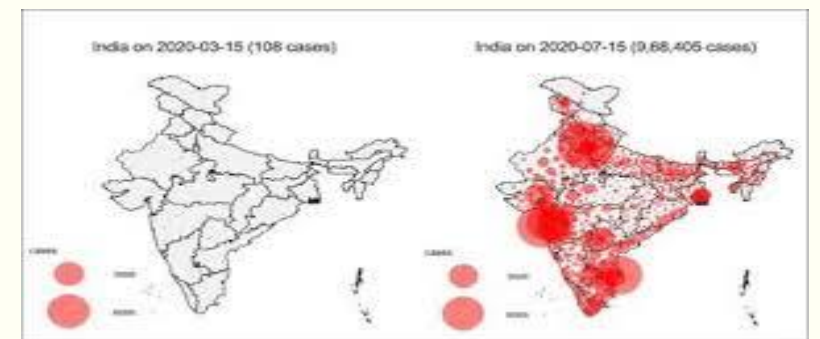 India on 2020-03-15 (108 cases)
India on 2020-07-15 (9,68,405 cases)
cases
cases